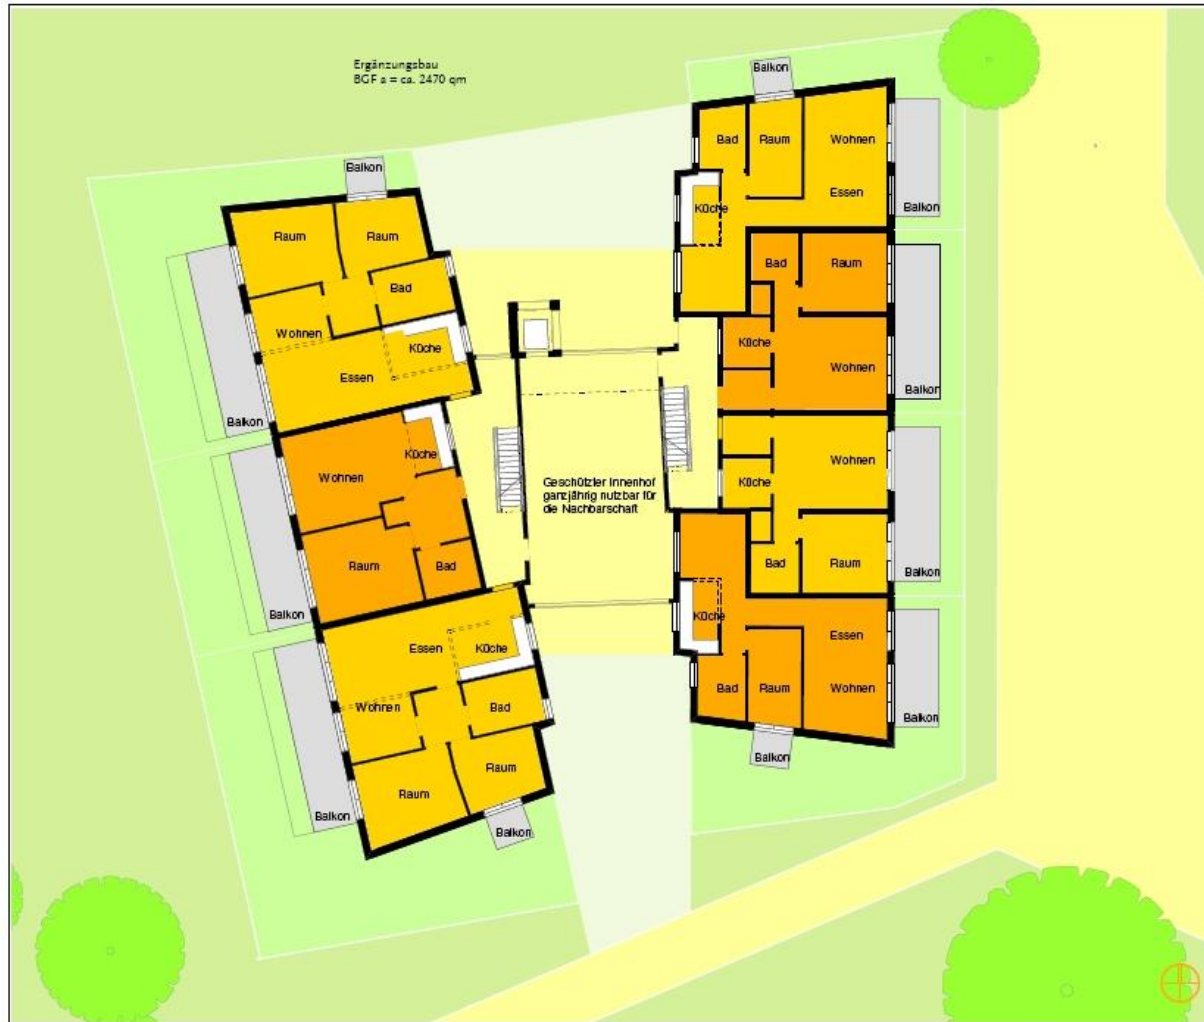 Ergänzungsbau
BGF a = ca. 2470 qm
Balkon
Bad
Raum
Wohnen
Essen
Küche
Balkon
Bad
Raum
Küche
Wohnen
Balkon
Wohnen
Küche
Bad
Raum
Balkon
Küche
Essen
Bad
Raum
Wohnen
Balkon
Balkon
Balkon
Raum
Raum
Bad
Wohnen
Küche
Essen
Balkon
Küche
Wohnen
Raum
Bad
Balkon
Essen
Küche
Wohnen
Bad
Raum
Raum
Balkon
Balkon
Geschützter Innenhof
ganzjährig nutzbar für
die Nachbarschaft